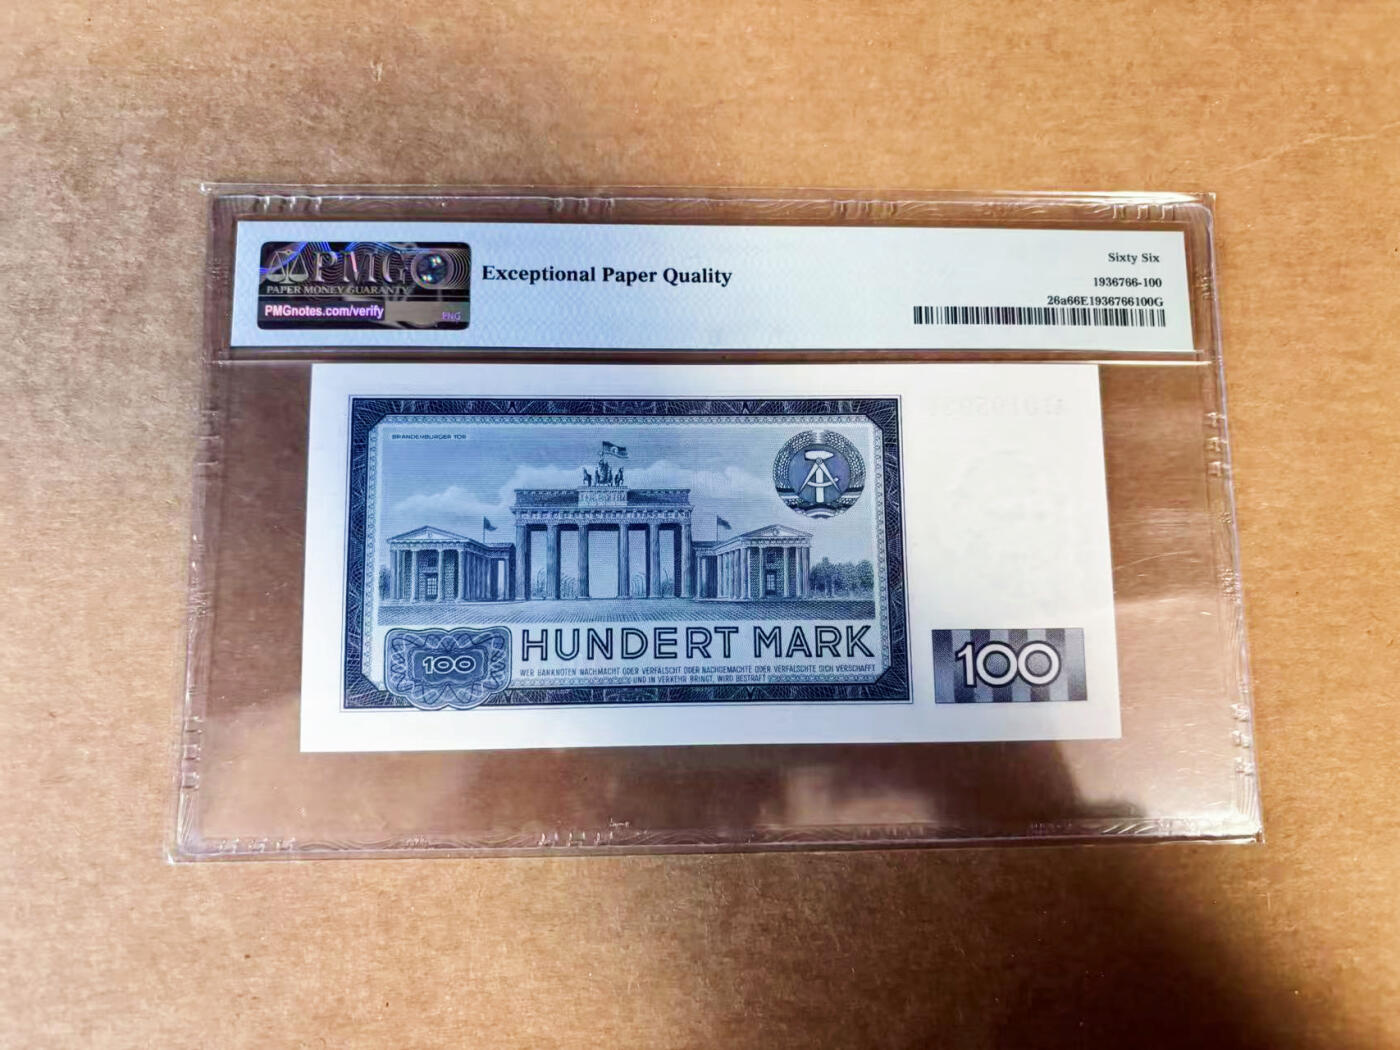 PMG
PAPER MONEY GUARANTY
PMGnotes.com/verify
PNG
Exceptional Paper Quality
Sixty Six
1936766-100
26a66E1936766100G
BRANDENBURGER TOR
HUNDERT MARK
100
WER BANKNOTEN NACHMACHT ODER VERFÄLSCHT ODER NACHGEMACHTE ODER VERFÄLSCHTE SICH VERSCHAFFT
UND IN VERKEHR BRINGT, WIRD BESTRAFT
100